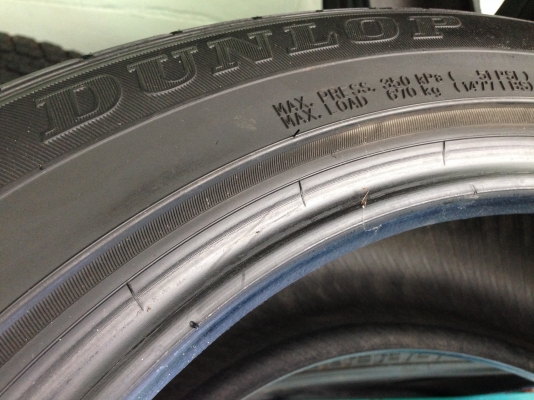 DUNLOP
MAX. PRESS. 350 kPa ( 51PSI)
MAX. LOAD 670 kg (1477LBS)